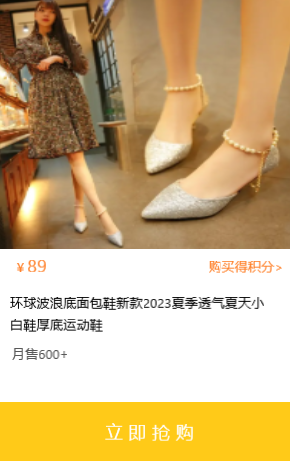 ¥89
购买得积分>
环球波浪底面包鞋新款2023夏季透气夏天小
白鞋厚底运动鞋
月售600+
立即抢购